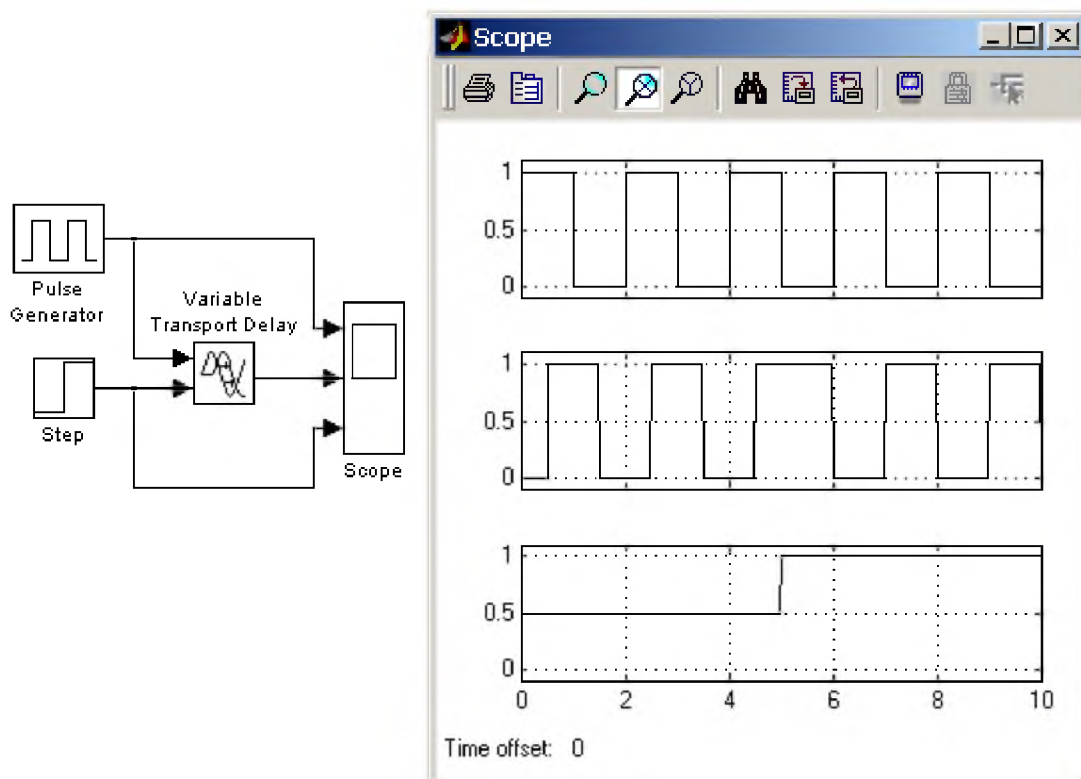 Scope
1
0.5
0
1
0.5
0
1
0.5
0
0 2 4 6 8 10
Time offset: 0
Pulse
Generator
Variable
Transport Delay
Step
Scope